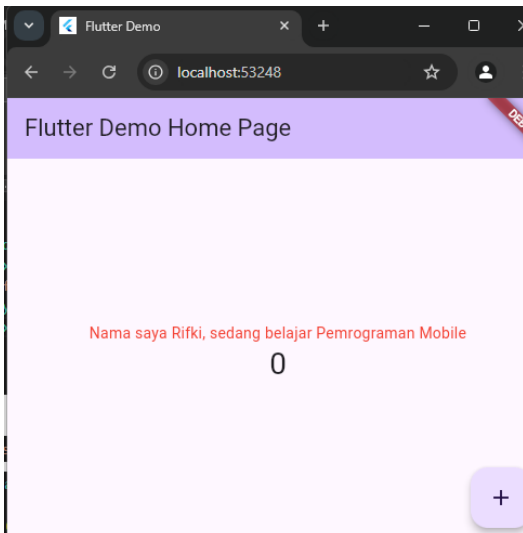 Flutter Demo
localhost:53248
Flutter Demo Home Page
Nama saya Rifki, sedang belajar Pemrograman Mobile
0